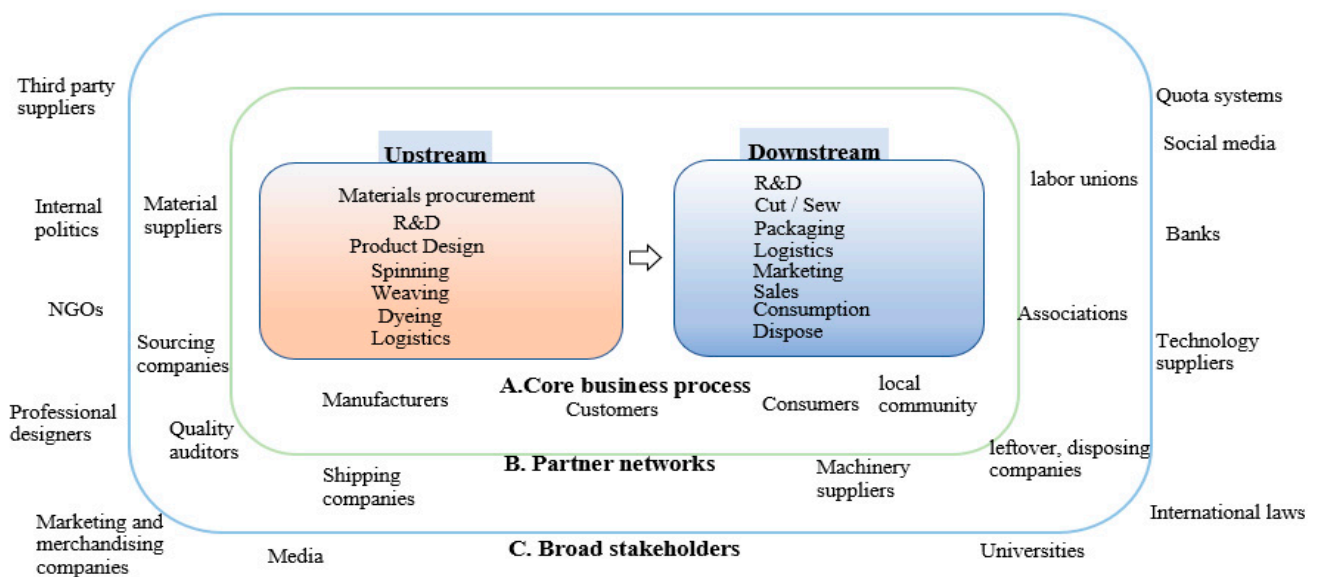 Third party
suppliers
Quota systems
Social media
Upstream
Downstream
Materials procurement
R&D
Product Design
Spinning
Weaving
Dyeing
Logistics
R&D
Cut / Sew
Packaging
Logistics
Marketing
Sales
Consumption
Dispose
labor unions
Internal
politics
Material
suppliers
Banks
NGOs
Associations
Sourcing
companies
Technology
suppliers
A.Core business process
Manufacturers
Customers
Consumers
local
community
Professional
designers
Quality
auditors
B. Partner networks
Shipping
companies
Machinery
suppliers
leftover, disposing
companies
Marketing and
merchandising
companies
International laws
Media
C. Broad stakeholders
Universities